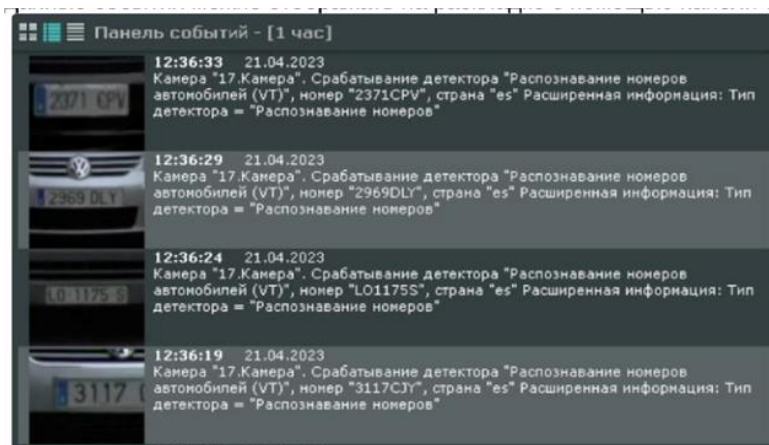 Панель событий - [1 час]
2371 CPV
12:36:33 21.04.2023
Камера "17.Камера". Срабатывание детектора "Распознавание номеров
автомобилей (VT)", номер "2371CPV", страна "es" Расширенная информация: Тип
детектора = "Распознавание номеров"
2969 DLY
12:36:29 21.04.2023
Камера "17.Камера". Срабатывание детектора "Распознавание номеров
автомобилей (VT)", номер "2969DLY", страна "es" Расширенная информация: Тип
детектора = "Распознавание номеров"
LO 1175 S
12:36:24 21.04.2023
Камера "17.Камера". Срабатывание детектора "Распознавание номеров
автомобилей (VT)", номер "LO1175S", страна "es" Расширенная информация: Тип
детектора = "Распознавание номеров"
3117
12:36:19 21.04.2023
Камера "17.Камера". Срабатывание детектора "Распознавание номеров
автомобилей (VT)", номер "3117CJY", страна "es" Расширенная информация: Тип
детектора = "Распознавание номеров"